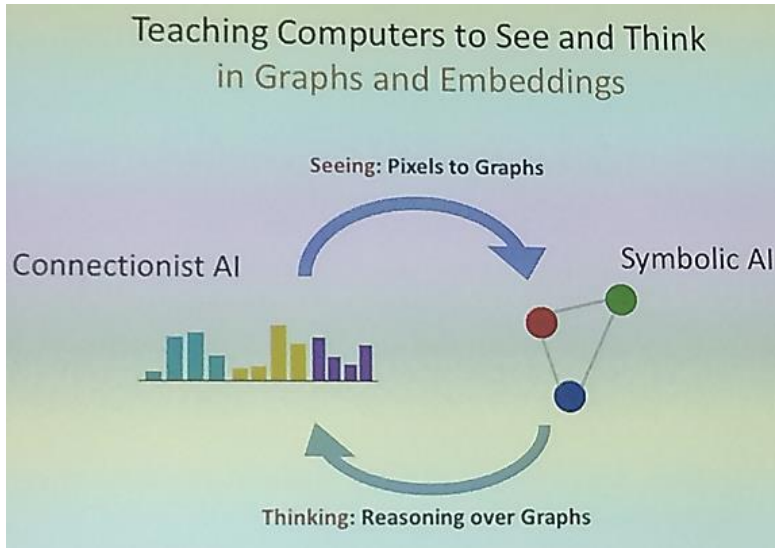 Teaching Computers to See and Think
in Graphs and Embeddings
Seeing: Pixels to Graphs
Connectionist AI
Symbolic AI
Thinking: Reasoning over Graphs